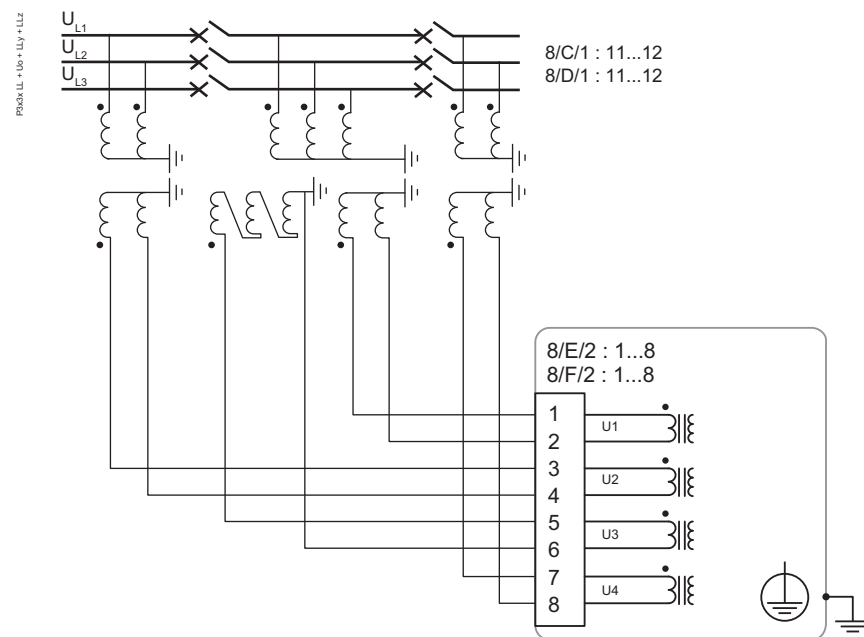 P3x3x LL + Uo + LLy + LLz
U L1
U L2
U L3
8/C/1 : 11...12
8/D/1 : 11...12
8/E/2 : 1...8
8/F/2 : 1...8
1
U1
2
3
U2
4
5
U3
6
7
U4
8